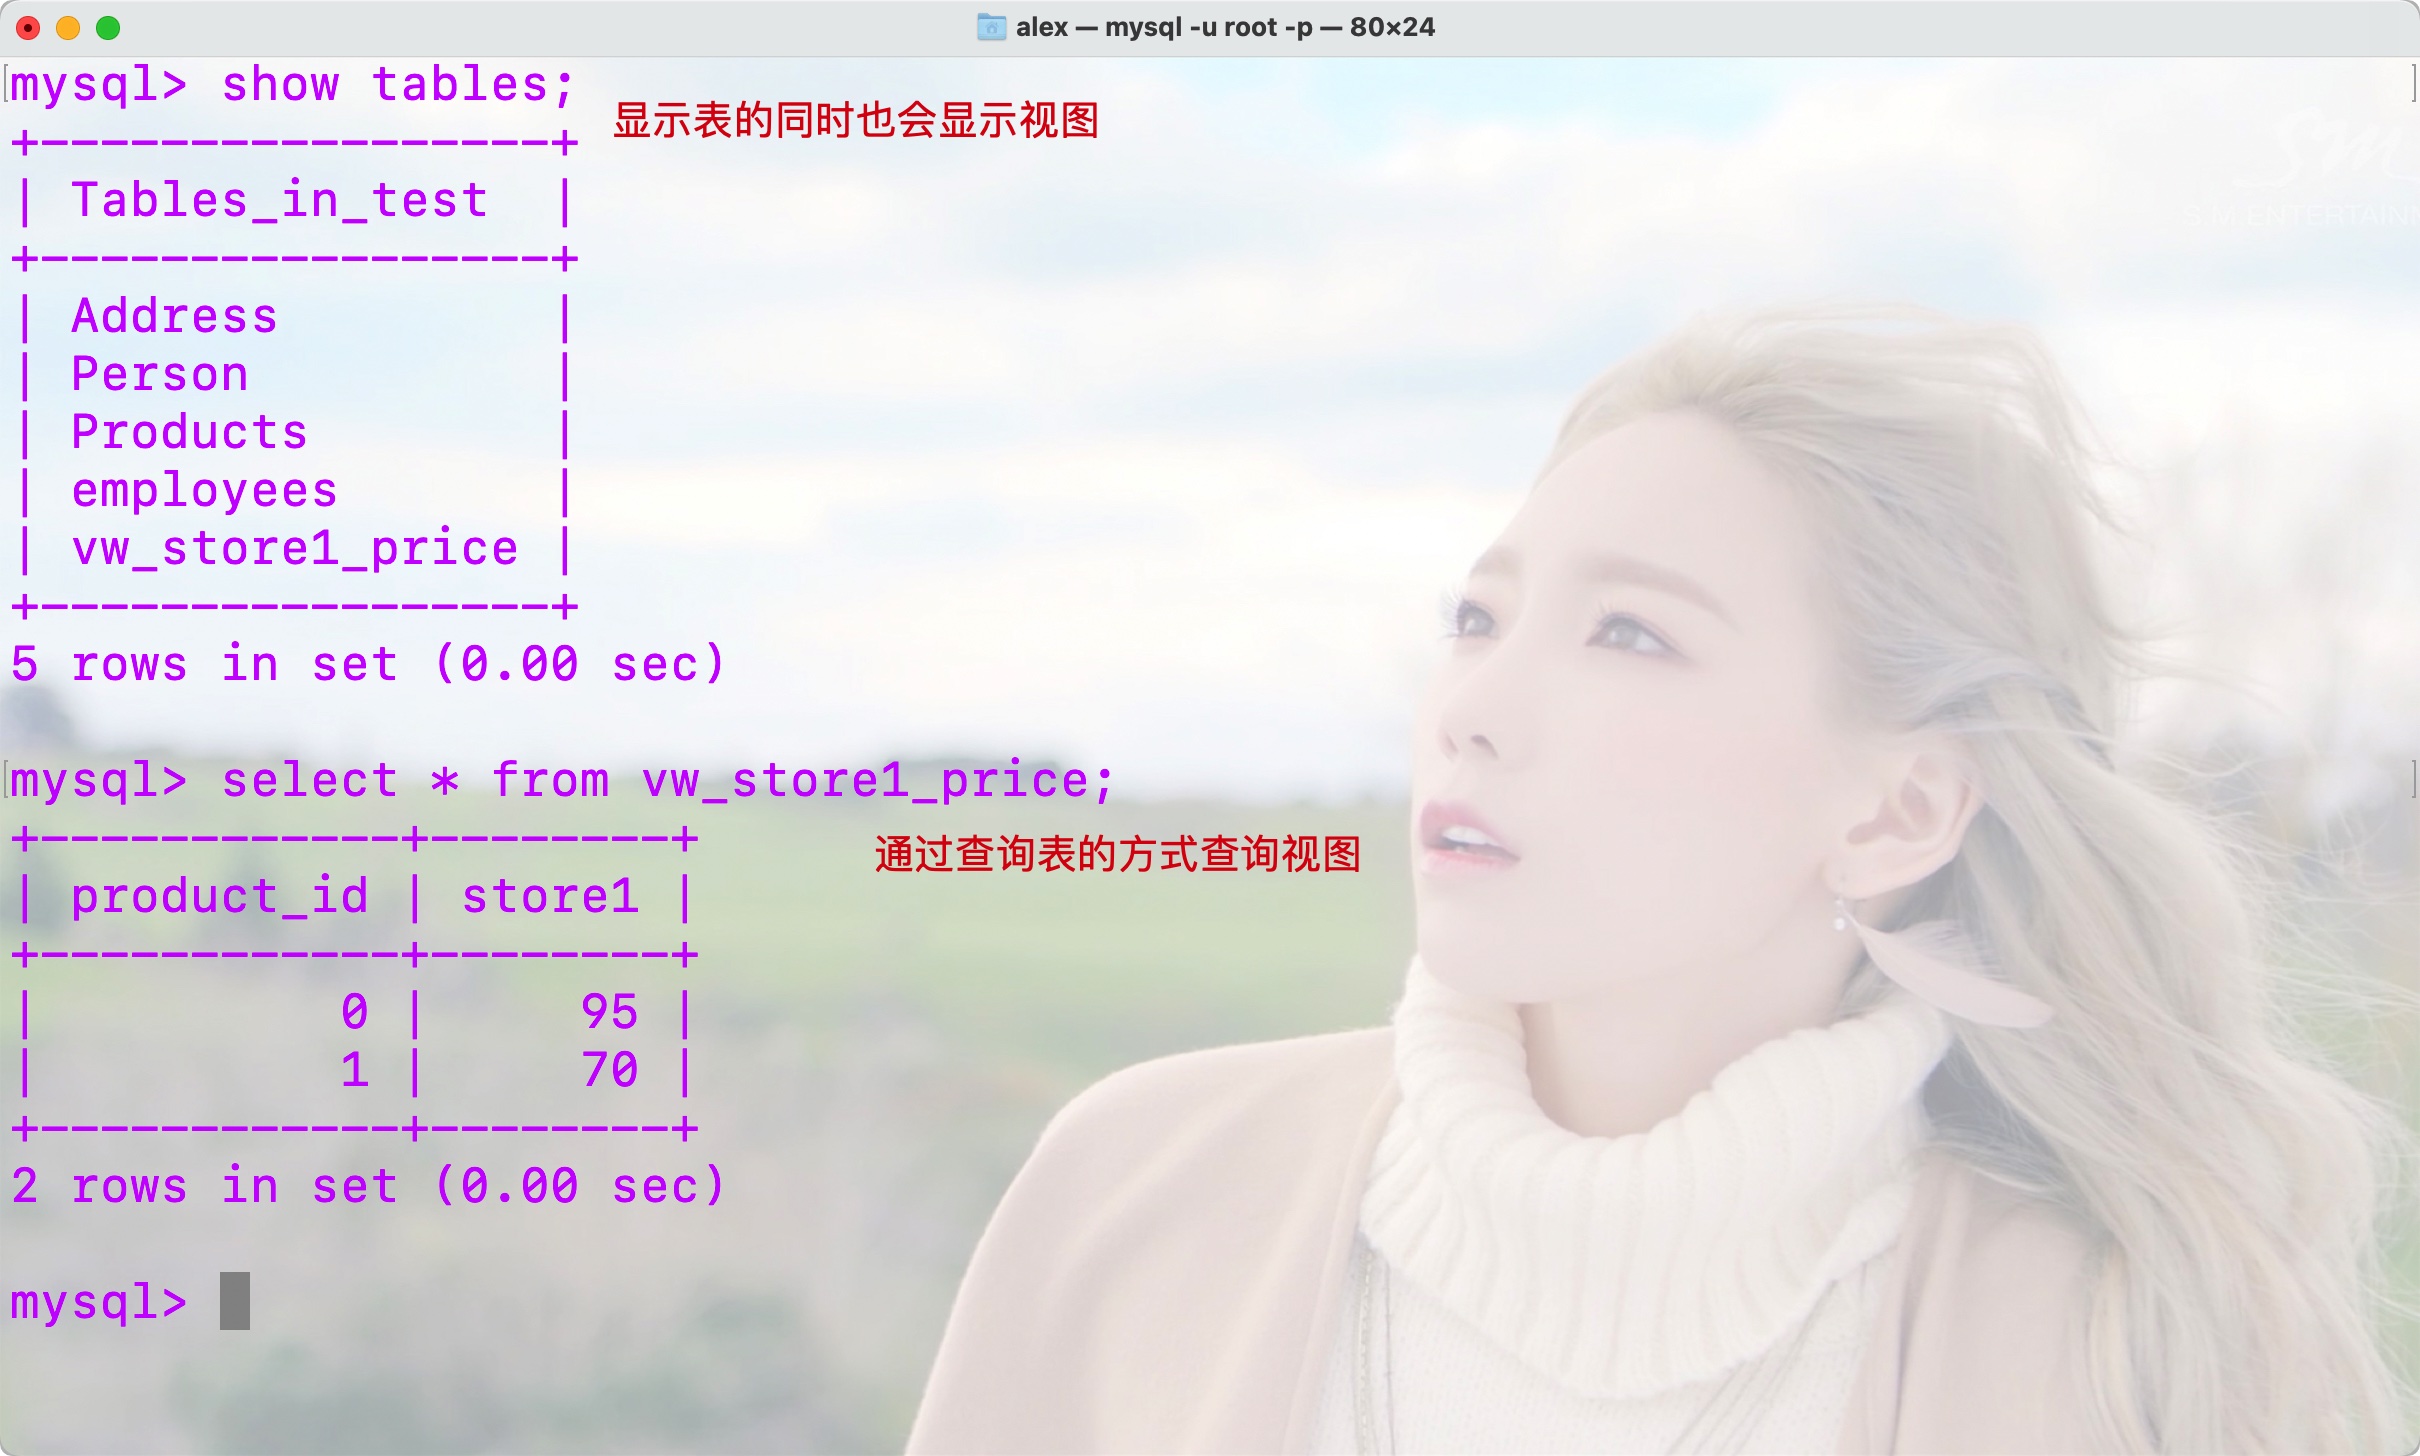 alex — mysql -u root -p — 80×24
mysql> show tables;
显示表的同时也会显示视图
+------------------+
| Tables_in_test   |
+------------------+
| Address          |
| Person           |
| Products         |
| employees        |
| vw_store1_price  |
+------------------+
5 rows in set (0.00 sec)
mysql> select * from vw_store1_price;
通过查询表的方式查询视图
+------------+--------+
| product_id | store1 |
+------------+--------+
|          0 |     95 |
|          1 |     70 |
+------------+--------+
2 rows in set (0.00 sec)
mysql>